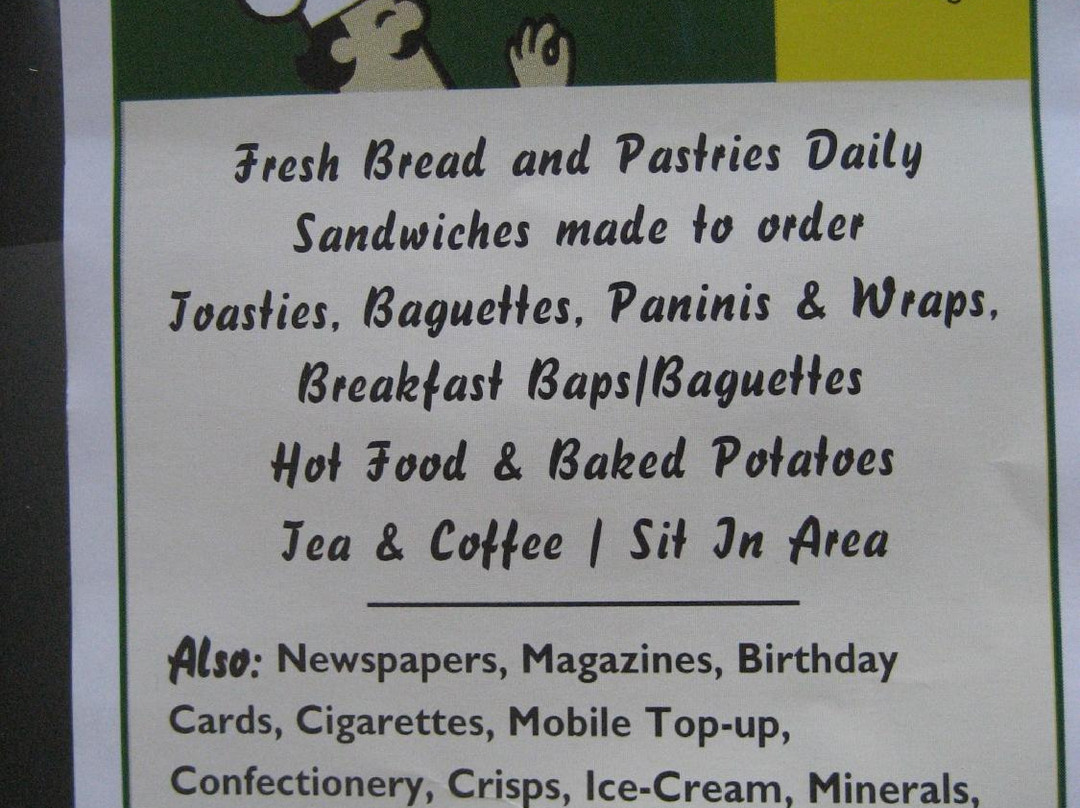 Fresh Bread and Pastries Daily
Sandwiches made to order
Toasties, Baguettes, Paninis & Wraps,
Breakfast Baps/Baguettes
Hot Food & Baked Potatoes
Tea & Coffee | Sit In Area
Also: Newspapers, Magazines, Birthday
Cards, Cigarettes, Mobile Top-up,
Confectionery, Crisps, Ice-Cream, Minerals,